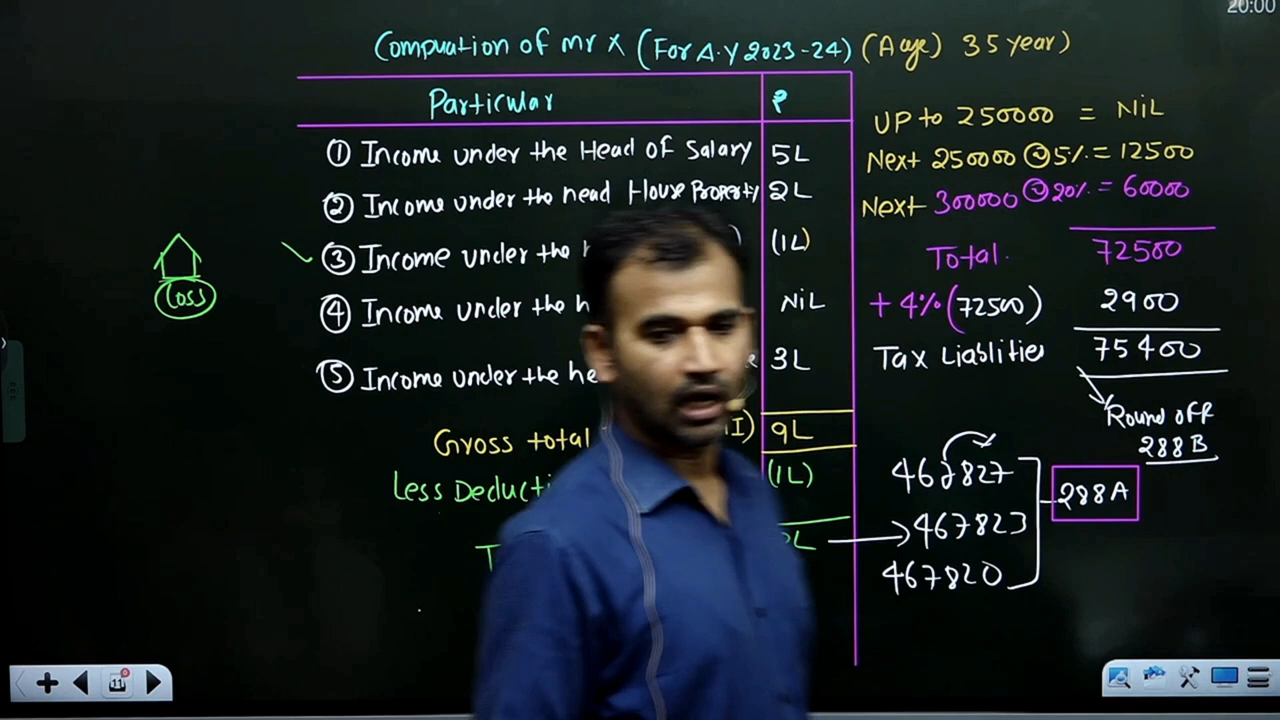 20:00
Compuation of mr X (For A.Y 2023-24) (Age) 35 year)
Particular ₹
① Income under the Head of Salary 5L
② Income under the head House Property 2L
③ Income under the (1L)
④ Income under the Nil
⑤ Income under the 3L
Gross total 9L
Less (1L)
Loss
UP to 250000 = NiL
Next 250000 @ 5% = 12500
Next 300000 @ 20% = 60000
Total 72500
+ 4% (72500) 2900
Tax Liablities 75400
Round off
288B
467827
467823
467820
288A
11